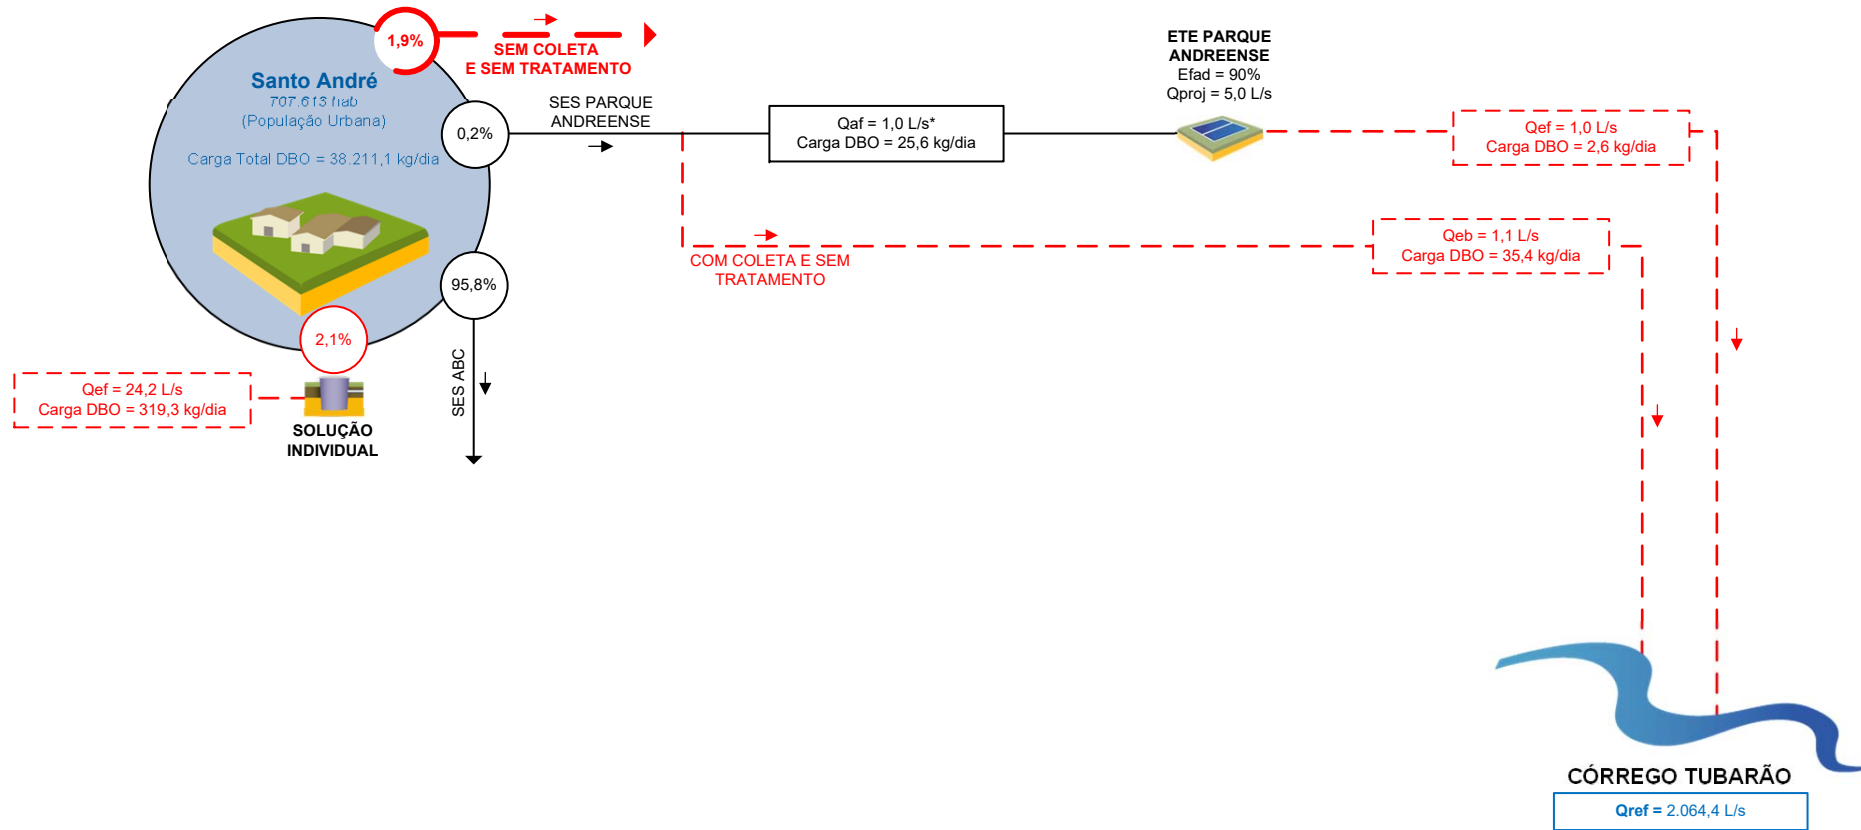 1,9%
SEM COLETA
E SEM TRATAMENTO
Santo André
707.613 hab
(População Urbana)
Carga Total DBO = 38.211,1 kg/dia
0,2%
SES PARQUE
ANDREENSE
Qaf = 1,0 L/s*
Carga DBO = 25,6 kg/dia
ETE PARQUE
ANDREENSE
Efad = 90%
Qproj = 5,0 L/s
Qef = 1,0 L/s
Carga DBO = 2,6 kg/dia
COM COLETA E SEM
TRATAMENTO
Qeb = 1,1 L/s
Carga DBO = 35,4 kg/dia
95,8%
SES ABC
2,1%
Qef = 24,2 L/s
Carga DBO = 319,3 kg/dia
SOLUÇÃO
INDIVIDUAL
CÓRREGO TUBARÃO
Qref = 2.064,4 L/s